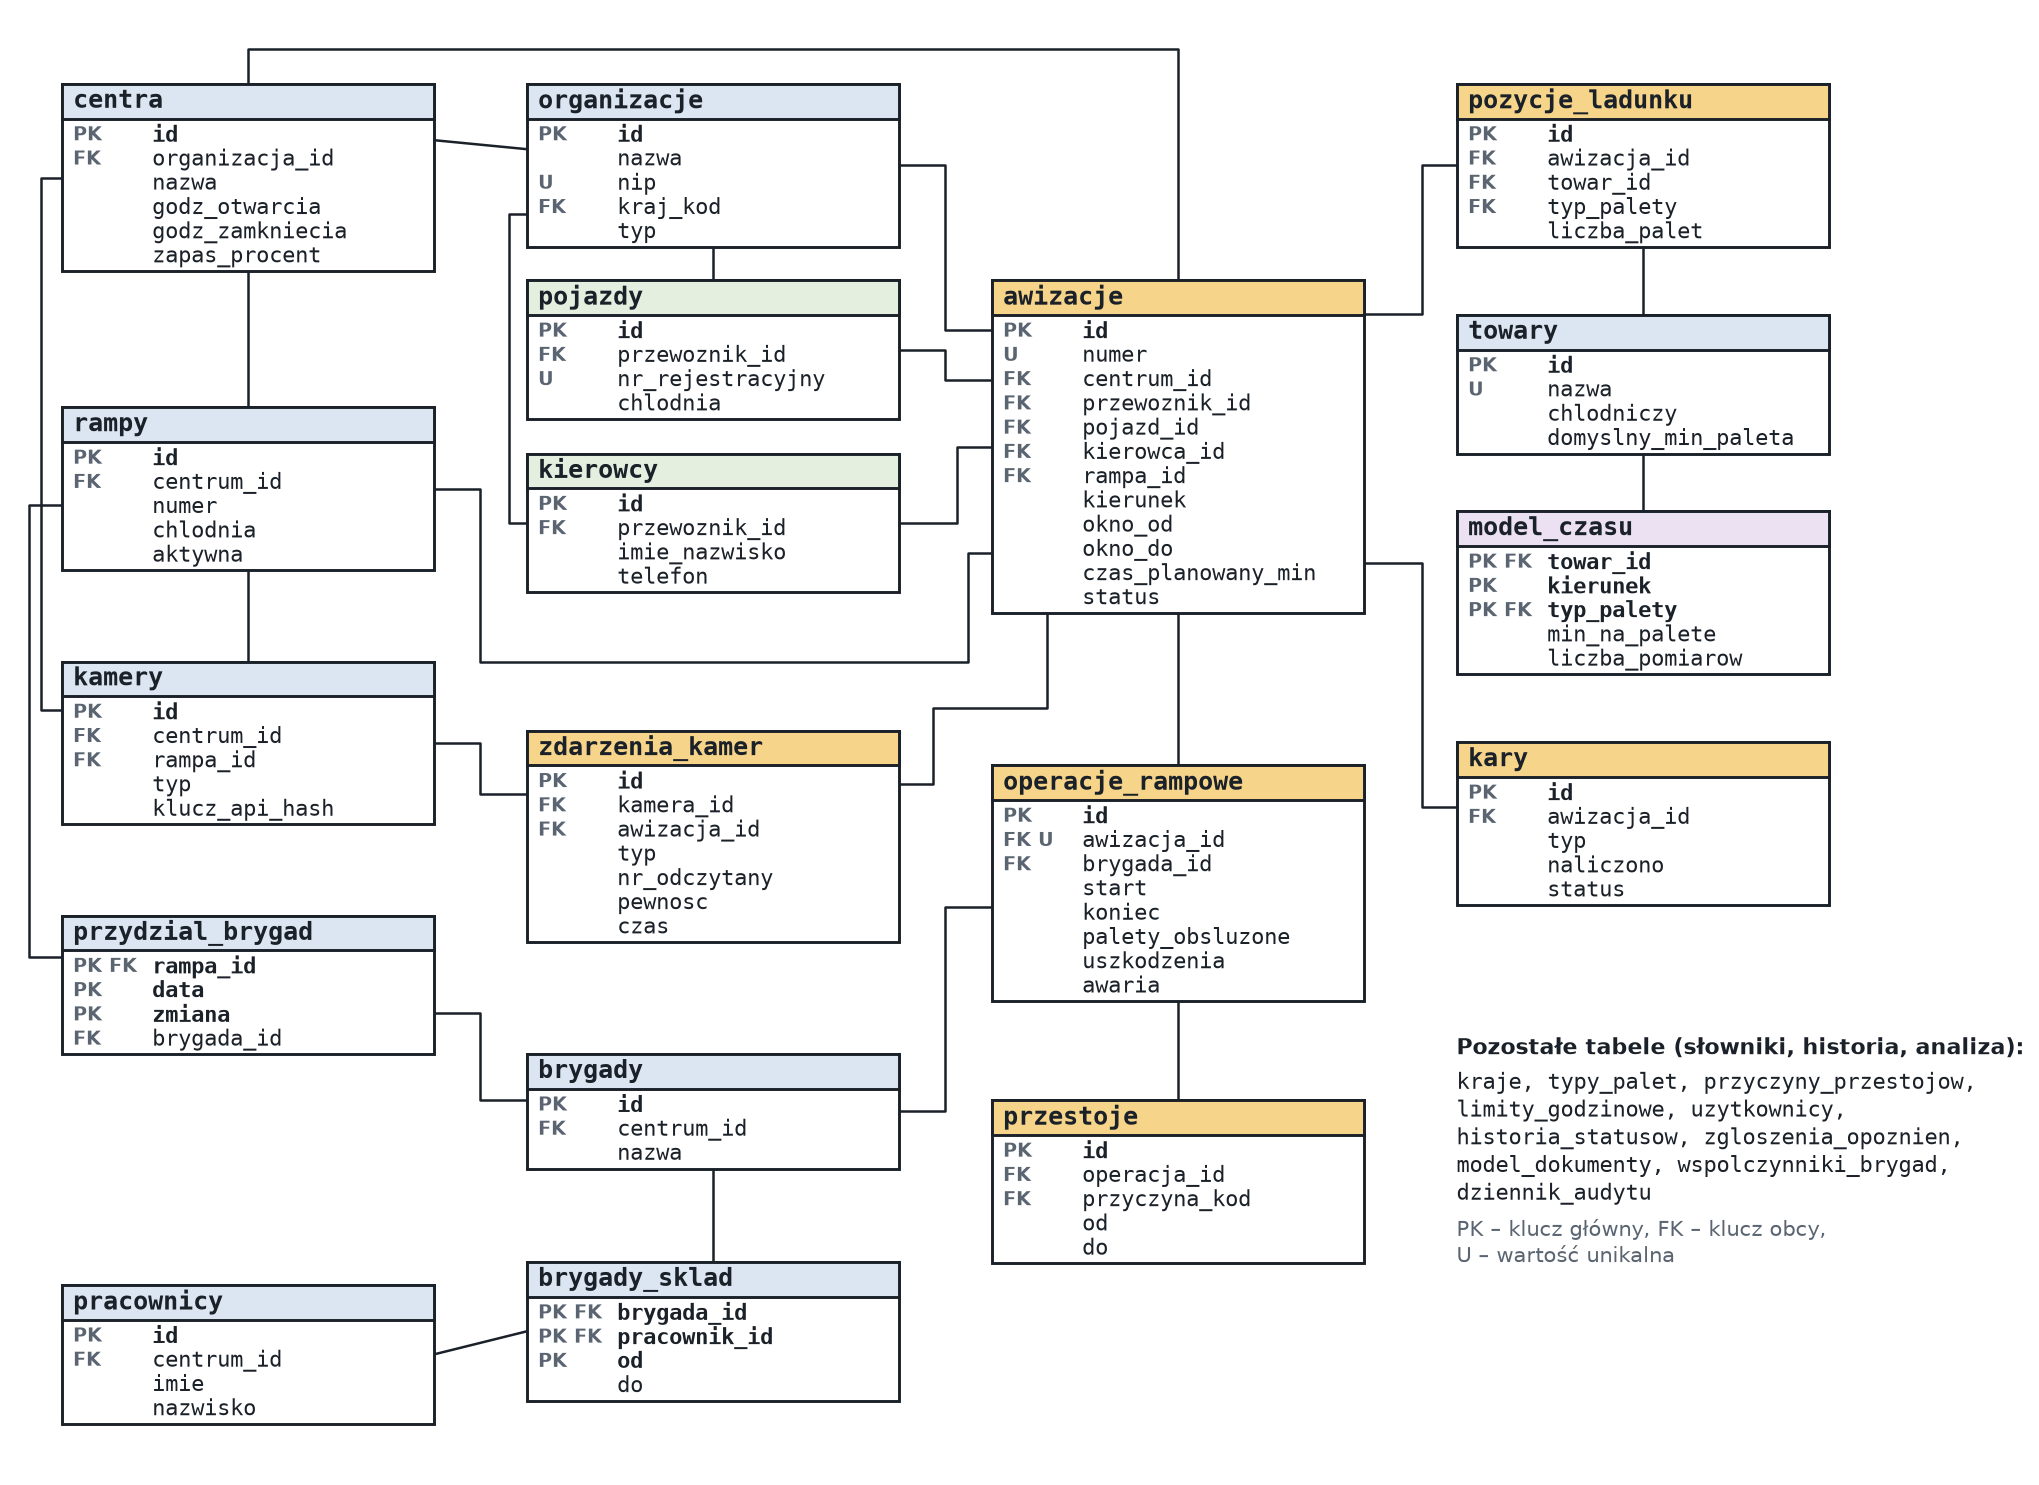 centra
PK id
FK organizacja_id
nazwa
godz_otwarcia
godz_zamkniecia
zapas_procent
organizacje
PK id
nazwa
U nip
FK kraj_kod
typ
pozycje_ladunku
PK id
FK awizacja_id
FK towar_id
FK typ_palety
liczba_palet
pojazdy
PK id
FK przewoznik_id
U nr_rejestracyjny
chlodnia
awizacje
PK id
U numer
FK centrum_id
FK przewoznik_id
FK pojazd_id
FK kierowca_id
FK rampa_id
kierunek
okno_od
okno_do
czas_planowany_min
status
towary
PK id
U nazwa
chlodniczy
domyslny_min_paleta
rampy
PK id
FK centrum_id
numer
chlodnia
aktywna
kierowcy
PK id
FK przewoznik_id
imie_nazwisko
telefon
model_czasu
PK FK towar_id
PK kierunek
PK FK typ_palety
min_na_palete
liczba_pomiarow
kamery
PK id
FK centrum_id
FK rampa_id
typ
klucz_api_hash
zdarzenia_kamer
PK id
FK kamera_id
FK awizacja_id
typ
nr_odczytany
pewnosc
czas
operacje_rampowe
PK id
FK U awizacja_id
FK brygada_id
start
koniec
palety_obsluzone
uszkodzenia
awaria
kary
PK id
FK awizacja_id
typ
naliczono
status
przydzial_brygad
PK FK rampa_id
PK data
PK zmiana
FK brygada_id
brygady
PK id
FK centrum_id
nazwa
przestoje
PK id
FK operacja_id
FK przyczyna_kod
od
do
Pozostałe tabele (słowniki, historia, analiza):
kraje, typy_palet, przyczyny_przestojow,
limity_godzinowe, uzytkownicy,
historia_statusow, zgloszenia_opoznien,
model_dokumenty, wspolczynniki_brygad,
dziennik_audytu
PK – klucz główny, FK – klucz obcy,
U – wartość unikalna
pracownicy
PK id
FK centrum_id
imie
nazwisko
brygady_sklad
PK FK brygada_id
PK FK pracownik_id
PK od
do